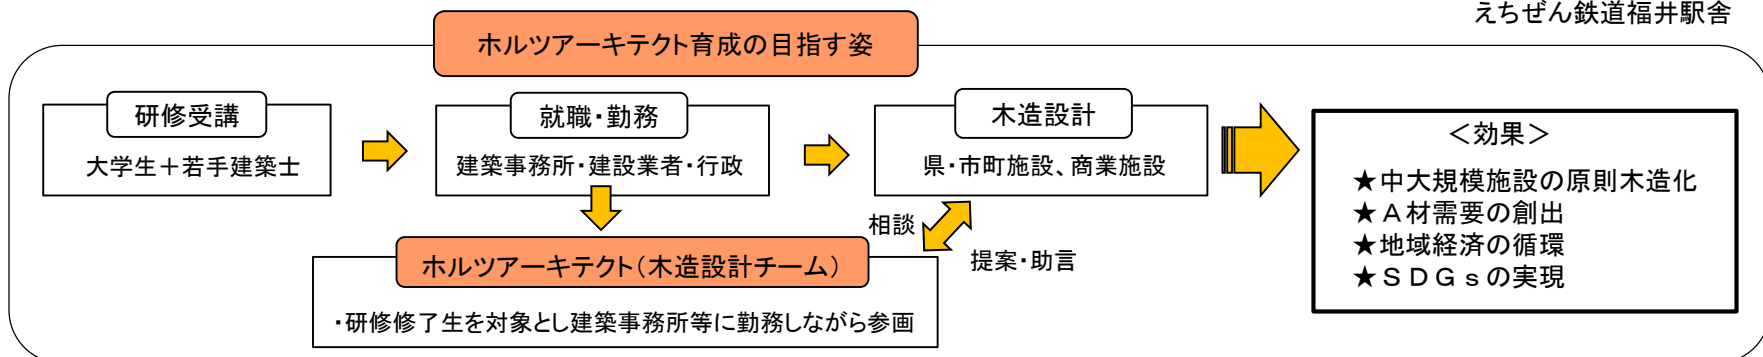 えちぜん鉄道福井駅舎
ホルツアーキテクト育成の目指す姿
研修受講
大学生＋若手建築士
就職・勤務
建築事務所・建設業者・行政
木造設計
県・市町施設、商業施設
相談
提案・助言
ホルツアーキテクト（木造設計チーム）
・研修修了生を対象とし建築事務所等に勤務しながら参画
＜効果＞
★中大規模施設の原則木造化
★Ａ材需要の創出
★地域経済の循環
★ＳＤＧｓの実現